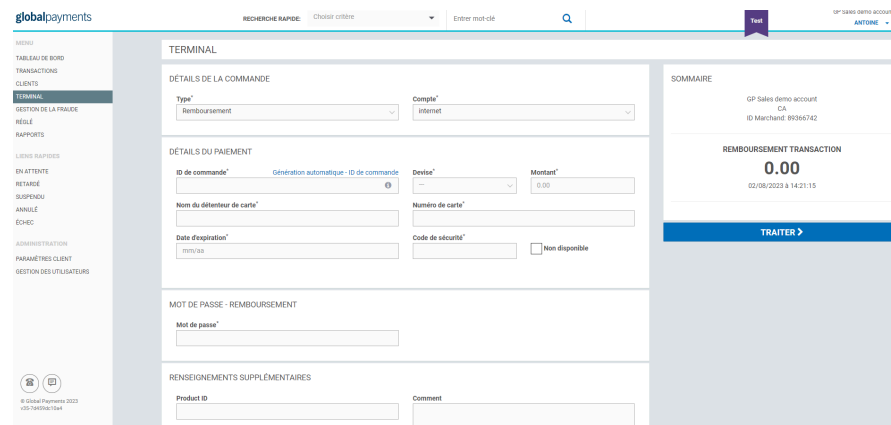 globalpayments
RECHERCHE RAPIDE: Choisir critère Entrer mot-clé
Test
GP Sales demo account
ANTOINE
MENU
TABLEAU DE BORD
TRANSACTIONS
CLIENTS
TERMINAL
GESTION DE LA FRAUDE
RÉGLÉ
RAPPORTS
LIENS RAPIDES
EN ATTENTE
RETARDÉ
SUSPENDU
ANNULÉ
ÉCHEC
ADMINISTRATION
PARAMÈTRES CLIENT
GESTION DES UTILISATEURS
© Global Payments 2023
v35-7d459dc10a4
TERMINAL
DÉTAILS DE LA COMMANDE
Type* Compte*
Remboursement internet
DÉTAILS DU PAIEMENT
ID de commande* Génération automatique - ID de commande Devise* Montant*
--- 0.00
Nom du détenteur de carte* Numéro de carte*
Date d'expiration* Code de sécurité*
mm/aa Non disponible
MOT DE PASSE - REMBOURSEMENT
Mot de passe*
RENSEIGNEMENTS SUPPLÉMENTAIRES
Product ID Comment
SOMMAIRE
GP Sales demo account
CA
ID Marchand: 89366742
REMBOURSEMENT TRANSACTION
0.00
02/08/2023 à 14:21:15
TRAITER